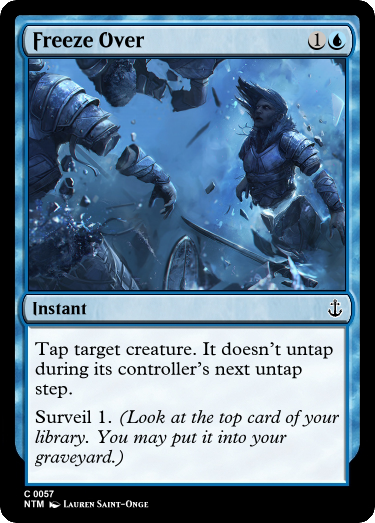 Freeze Over 1
Instant
Tap target creature. It doesn't untap
during its controller's next untap
step.
Surveil 1. (Look at the top card of your
library. You may put it into your
graveyard.)
C 0057
NTM Lauren Saint-Onge